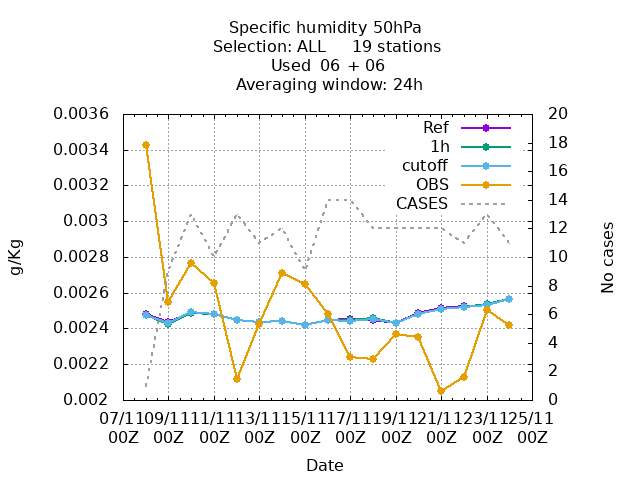 Specific humidity 50hPa
Selection: ALL 19 stations
Used 06 + 06
Averaging window: 24h
0.0036
0.0034
0.0032
0.003
0.0028
0.0026
0.0024
0.0022
0.002
g/Kg
20
18
16
14
12
10
8
6
4
2
0
No cases
Ref
1h
cutoff
OBS
CASES
07/11 09/11 11/11 13/11 15/11 17/11 19/11 21/11 23/11 25/11
00Z 00Z 00Z 00Z 00Z 00Z 00Z 00Z 00Z 00Z
Date